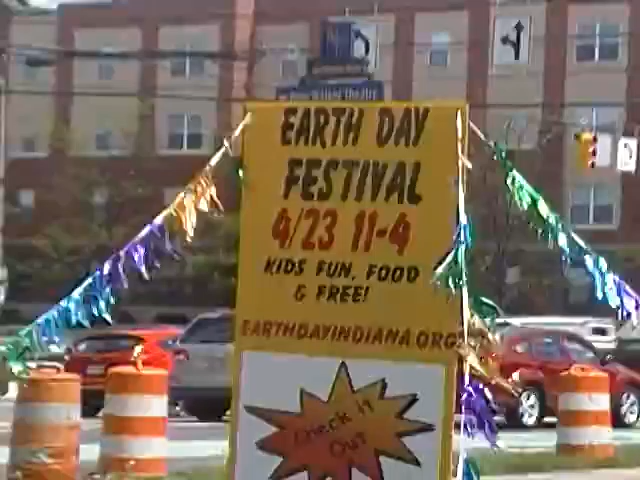 EARTH DAY
FESTIVAL
4/23 11-4
KIDS FUN, FOOD
& FREE!
EARTHDAYINDIANA.ORG
Check it
Out